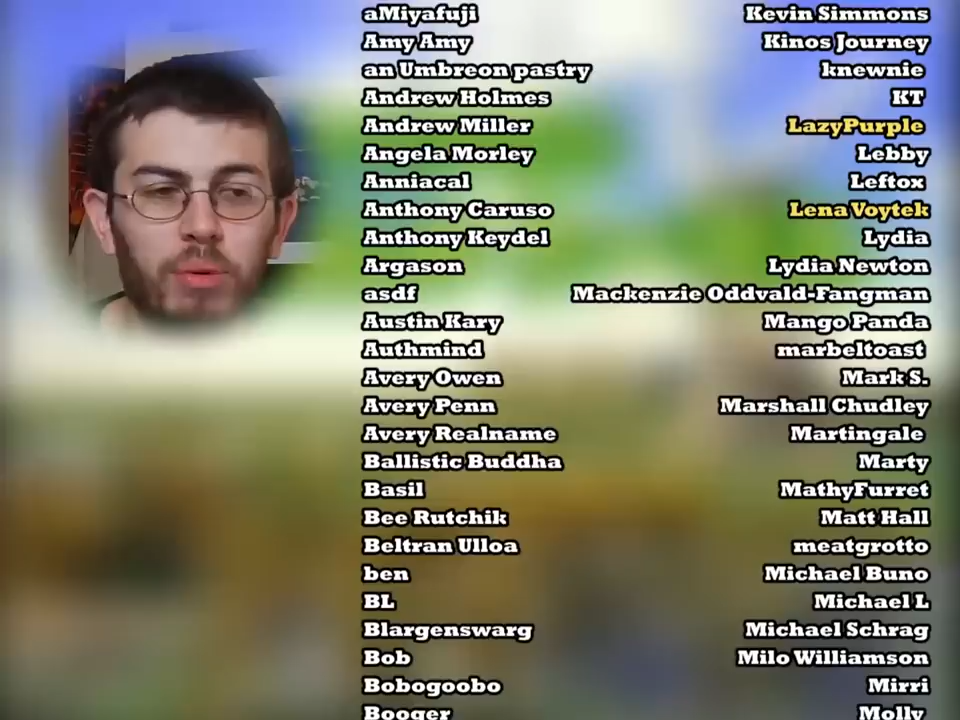 aMiyafuji
Amy Amy
an Umbreon pastry
Andrew Holmes
Andrew Miller
Angela Morley
Anniacal
Anthony Caruso
Anthony Keydel
Argason
asdf
Austin Kary
Authmind
Avery Owen
Avery Penn
Avery Realname
Ballistic Buddha
Basil
Bee Rutchik
Beltran Ulloa
ben
BL
Blargenswarg
Bob
Bobogoobo
Booger
Kevin Simmons
Kinos Journey
knewnie
KT
LazyPurple
Lebby
Leftox
Lena Voytek
Lydia
Lydia Newton
Mackenzie Oddvald-Fangman
Mango Panda
marbeltoast
Mark S.
Marshall Chudley
Martingale
Marty
MathyFurret
Matt Hall
meatgrotto
Michael Buno
Michael L
Michael Schrag
Milo Williamson
Mirri
Molly